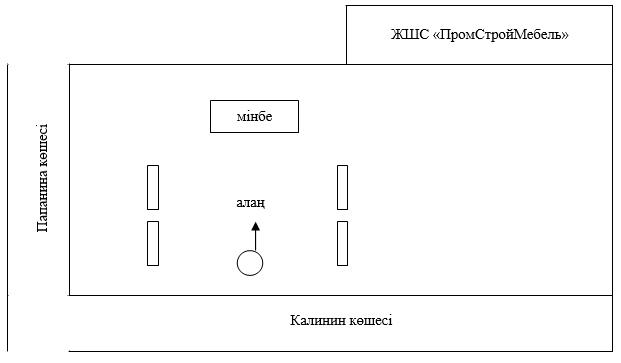 ЖШС «ПромСтройМебель»
мінбе
Папанина көшесі
алаң
Калинин көшесі